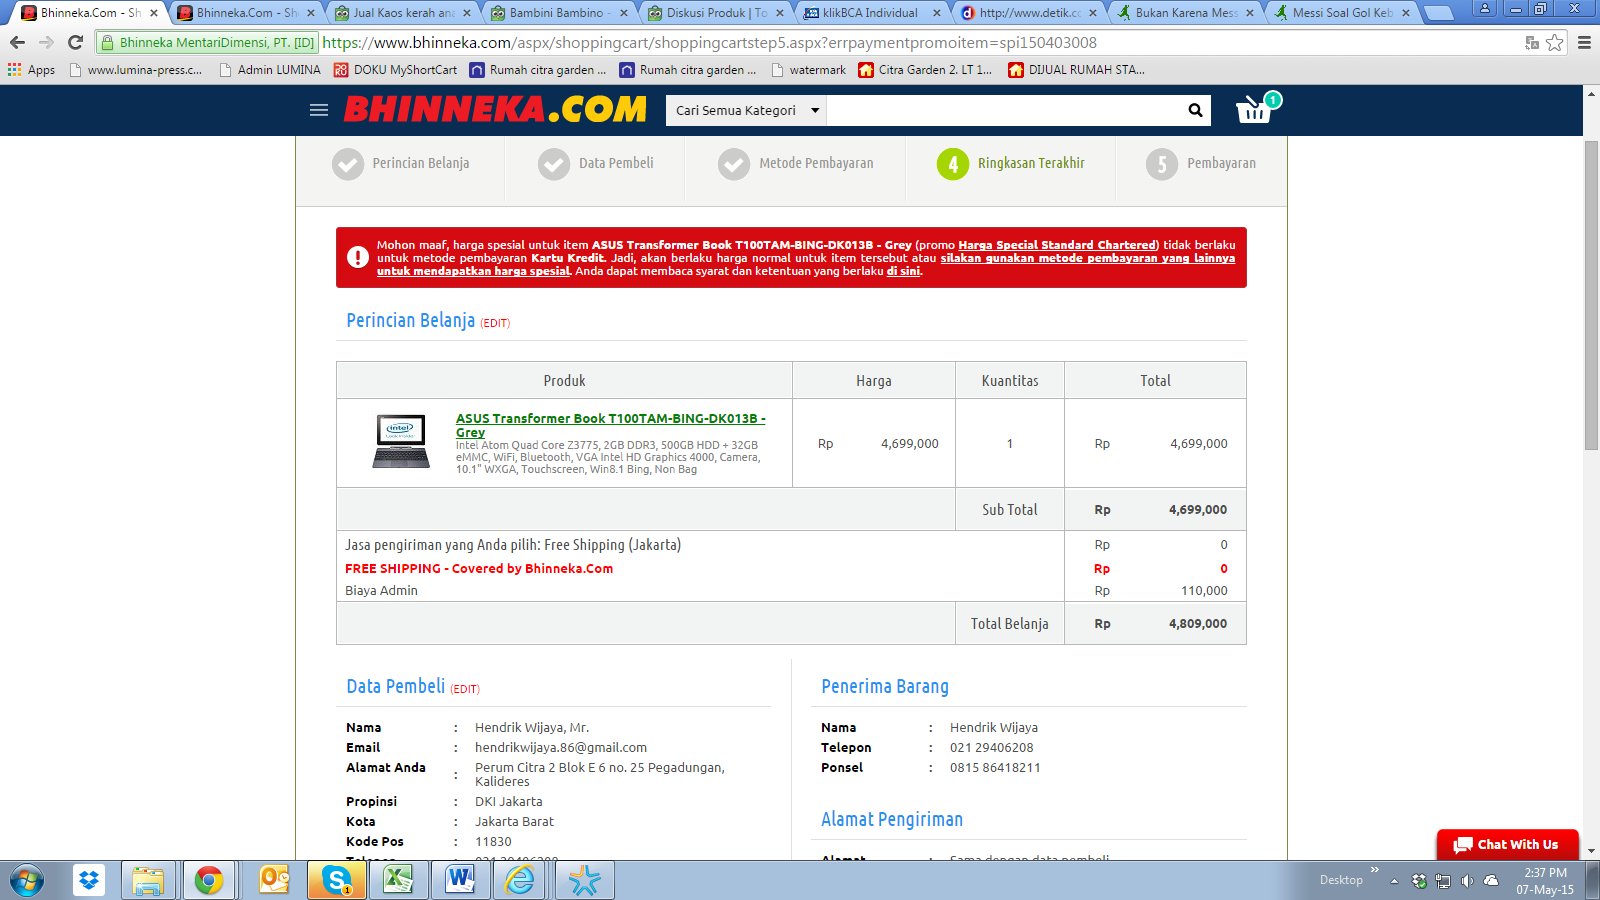 Bhinneka.Com - Sh
Bhinneka.Com - Sh
Jual Kaos kerah ana
Bambini Bambino -
Diskusi Produk | To
klikBCA Individual
http://www.detik.co
Bukan Karena Mess
Messi Soal Gol Keb
Bhinneka MentariDimensi, PT. [ID]
https://www.bhinneka.com/aspx/shoppingcart/shoppingcartstep5.aspx?errpaymentpromoitem=spi150403008
Apps
www.lumina-press.c...
Admin LUMINA
DOKU MyShortCart
Rumah citra garden ...
Rumah citra garden ...
watermark
Citra Garden 2. LT 1...
DIJUAL RUMAH STA...
BHINNEKA.COM
Cari Semua Kategori
1
Perincian Belanja
Data Pembeli
Metode Pembayaran
4 Ringkasan Terakhir
5 Pembayaran
Mohon maaf, harga spesial untuk item ASUS Transformer Book T100TAM-BING-DK013B - Grey (promo Harga Special Standard Chartered) tidak berlaku
untuk metode pembayaran Kartu Kredit. Jadi, akan berlaku harga normal untuk item tersebut atau silakan gunakan metode pembayaran yang lainnya
untuk mendapatkan harga spesial. Anda dapat membaca syarat dan ketentuan yang berlaku di sini.
Perincian Belanja (EDIT)
Produk Harga Kuantitas Total
ASUS Transformer Book T100TAM-BING-DK013B -
Grey
Intel Atom Quad Core Z3775, 2GB DDR3, 500GB HDD + 32GB
eMMC, WiFi, Bluetooth, VGA Intel HD Graphics 4000, Camera,
10.1" WXGA, Touchscreen, Win8.1 Bing, Non Bag
Rp 4,699,000 1 Rp 4,699,000
Sub Total Rp 4,699,000
Jasa pengiriman yang Anda pilih: Free Shipping (Jakarta) Rp 0
FREE SHIPPING - Covered by Bhinneka.Com Rp 0
Biaya Admin Rp 110,000
Total Belanja Rp 4,809,000
Data Pembeli (EDIT)
Nama : Hendrik Wijaya, Mr.
Email : hendrikwijaya.86@gmail.com
Alamat Anda : Perum Citra 2 Blok E 6 no. 25 Pegadungan,
Kalideres
Propinsi : DKI Jakarta
Kota : Jakarta Barat
Kode Pos : 11830
Telepon : 021 29406208
Penerima Barang
Nama : Hendrik Wijaya
Telepon : 021 29406208
Ponsel : 0815 86418211
Alamat Pengiriman
Alamat : Sama dengan data pembeli
Chat With Us
Desktop
2:37 PM
07-May-15